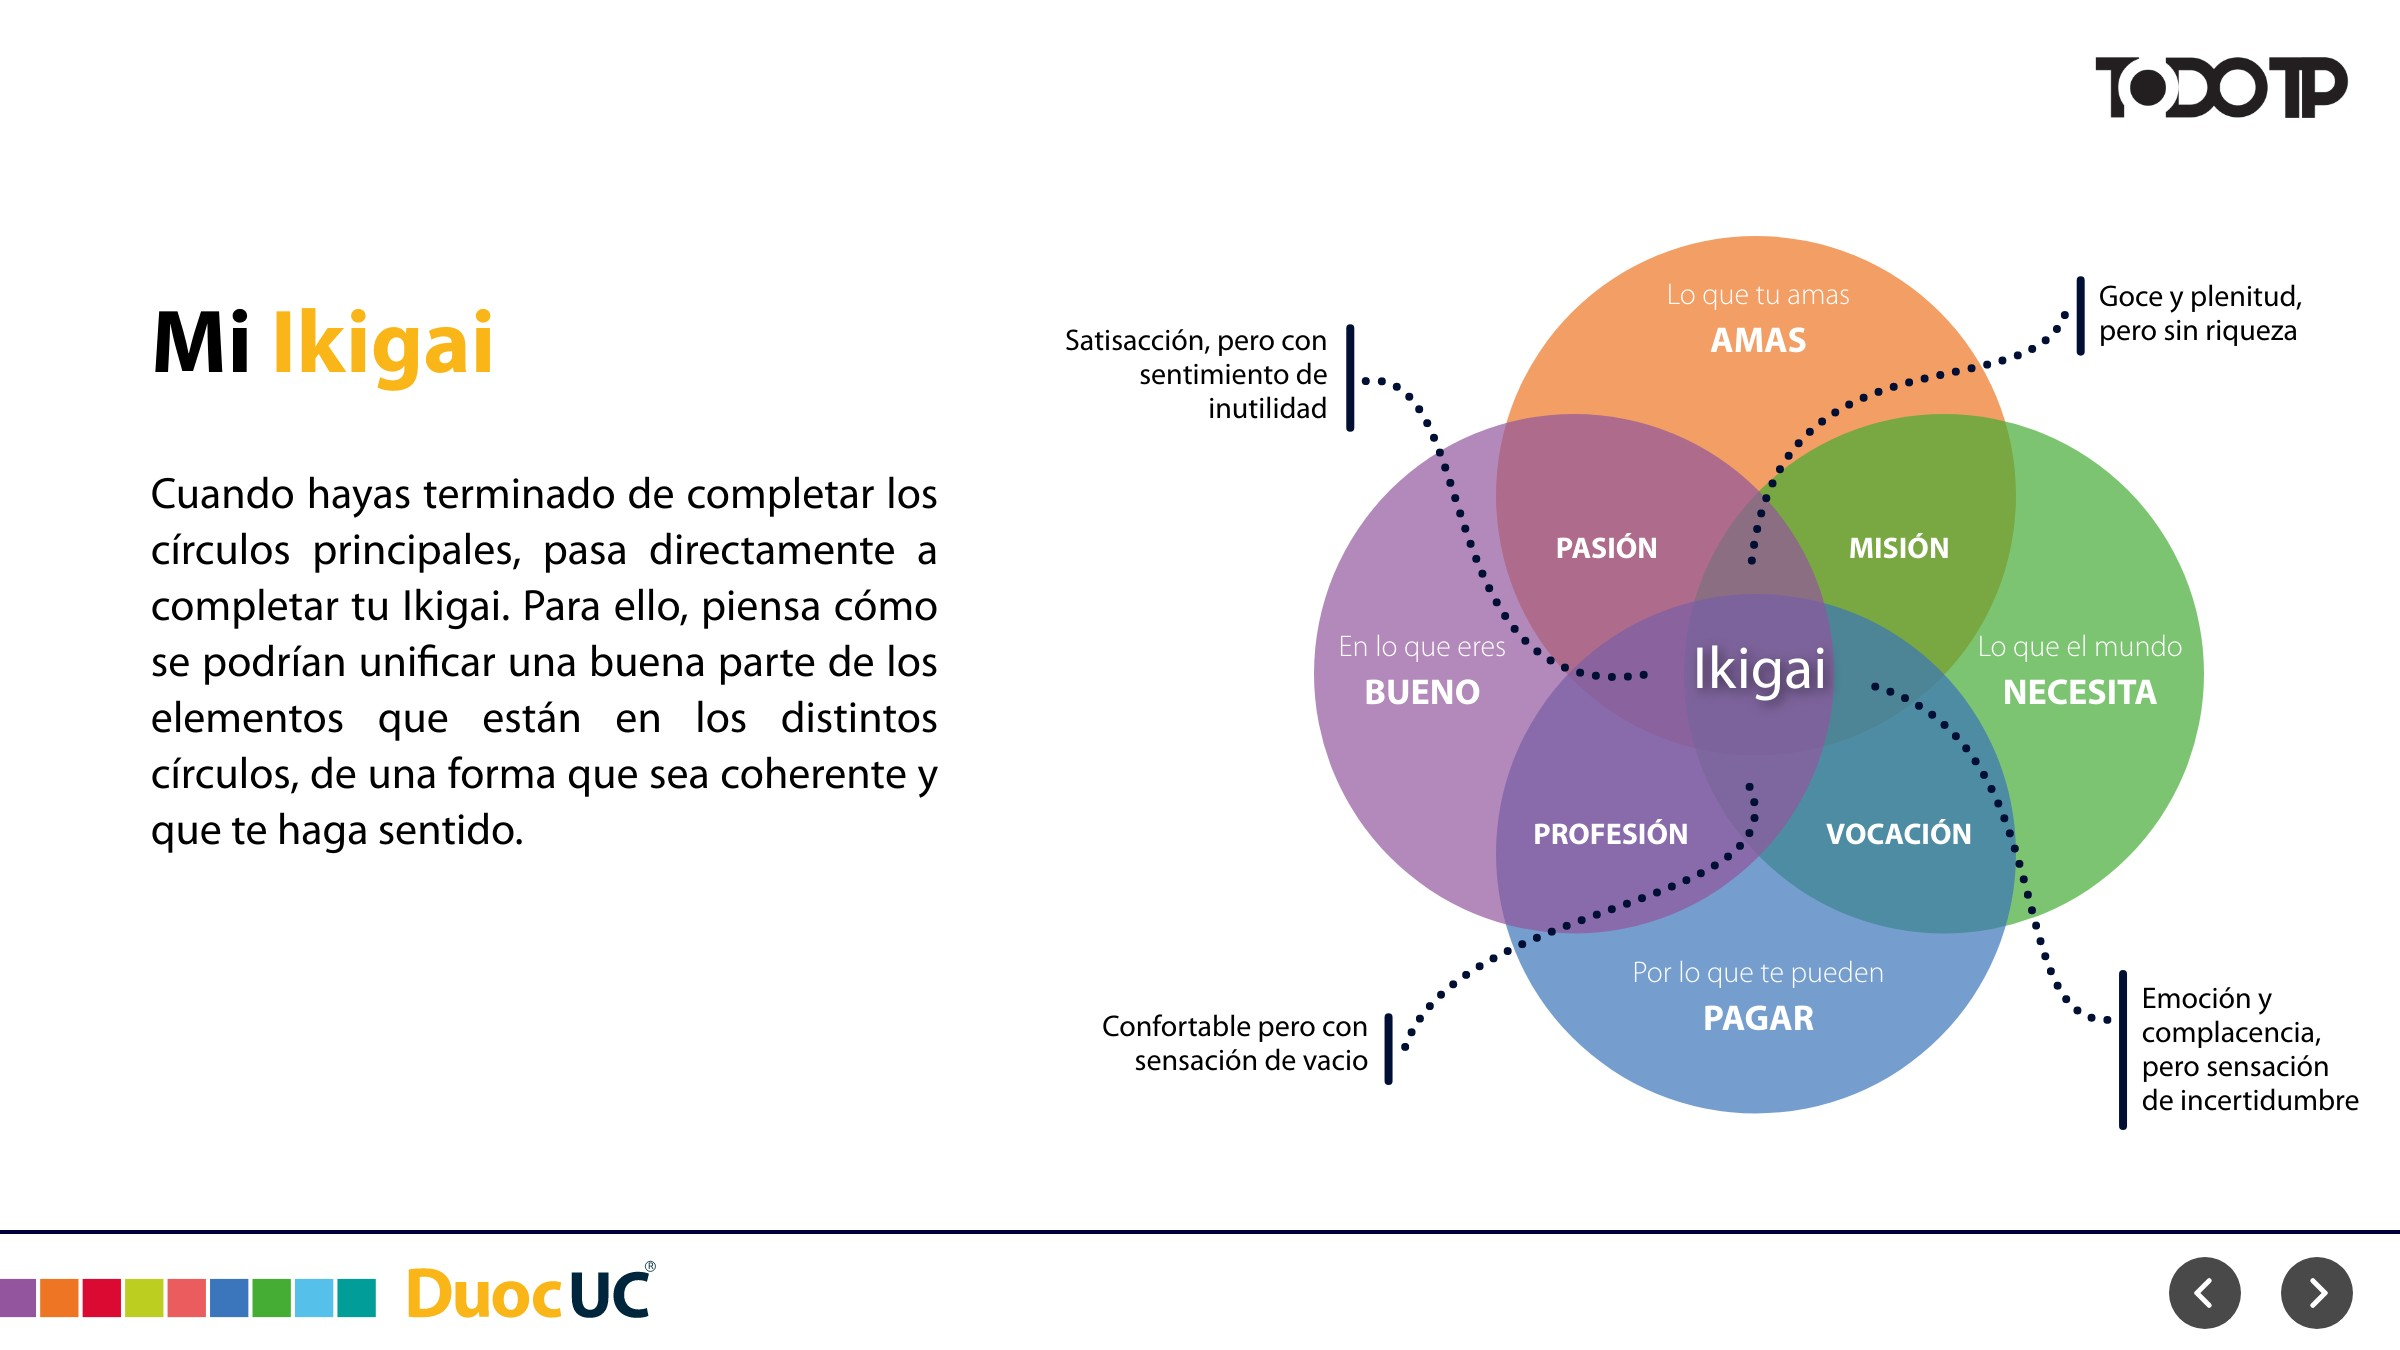 TODOTP
Mi Ikigai
Cuando hayas terminado de completar los
círculos principales, pasa directamente a
completar tu Ikigai. Para ello, piensa cómo
se podrían unificar una buena parte de los
elementos que están en los distintos
círculos, de una forma que sea coherente y
que te haga sentido.
Lo que tu amas
AMAS
Goce y plenitud,
pero sin riqueza
Satisacción, pero con
sentimiento de
inutilidad
PASIÓN
MISIÓN
En lo que eres
BUENO
Ikigai
Lo que el mundo
NECESITA
PROFESIÓN
VOCACIÓN
Por lo que te pueden
PAGAR
Confortable pero con
sensación de vacio
Emoción y
complacencia,
pero sensación
de incertidumbre
DuocUC®